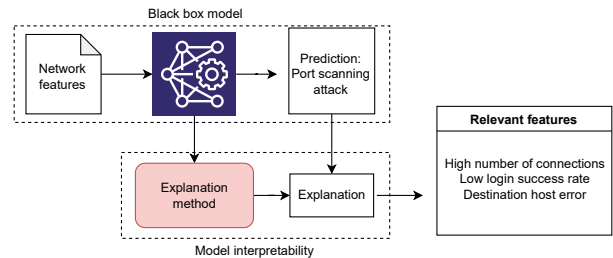 Black box model
Network
features
Prediction:
Port scanning
attack
Relevant features
High number of connections
Low login success rate
Destination host error
Explanation
method
Explanation
Model interpretability